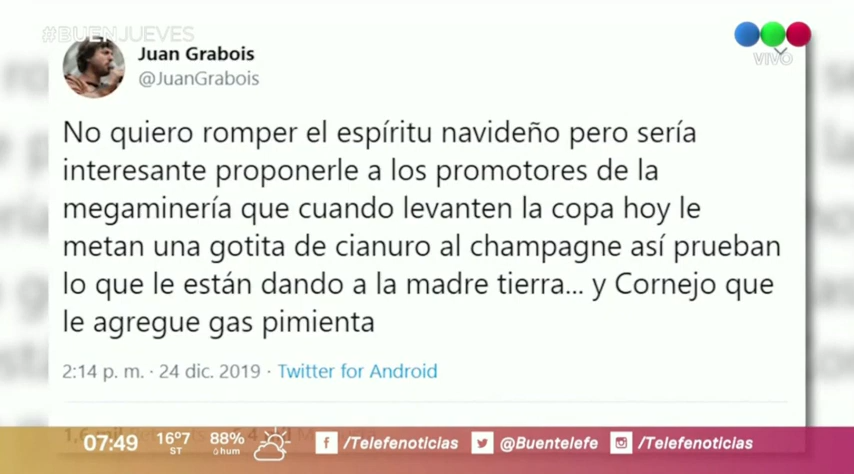 #BUENJUEVES
VIVO
Juan Grabois
@JuanGrabois
No quiero romper el espíritu navideño pero sería
interesante proponerle a los promotores de la
megaminería que cuando levanten la copa hoy le
metan una gotita de cianuro al champagne así prueban
lo que le están dando a la madre tierra... y Cornejo que
le agregue gas pimienta
2:14 p. m. · 24 dic. 2019 · Twitter for Android
07:49 16°7 ST 88% hum /Telefenoticias @Buentelefe /Telefenoticias